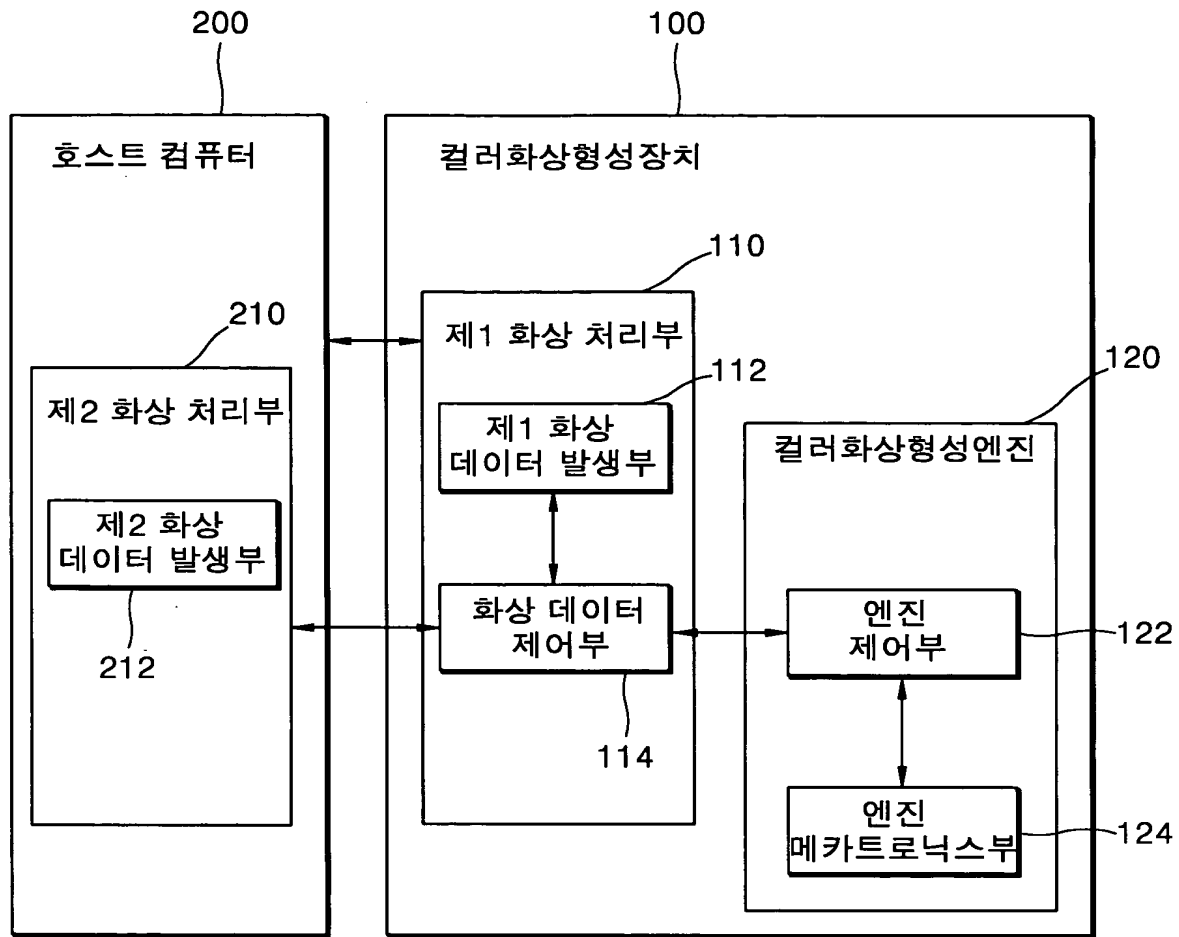 200
100
호스트 컴퓨터
컬러화상형성장치
110
210
제1 화상 처리부
120
112
제2 화상 처리부
제1 화상
데이터 발생부
컬러화상형성엔진
제2 화상
데이터 발생부
화상 데이터
제어부
엔진
제어부
122
212
114
엔진
메카트로닉스부
124